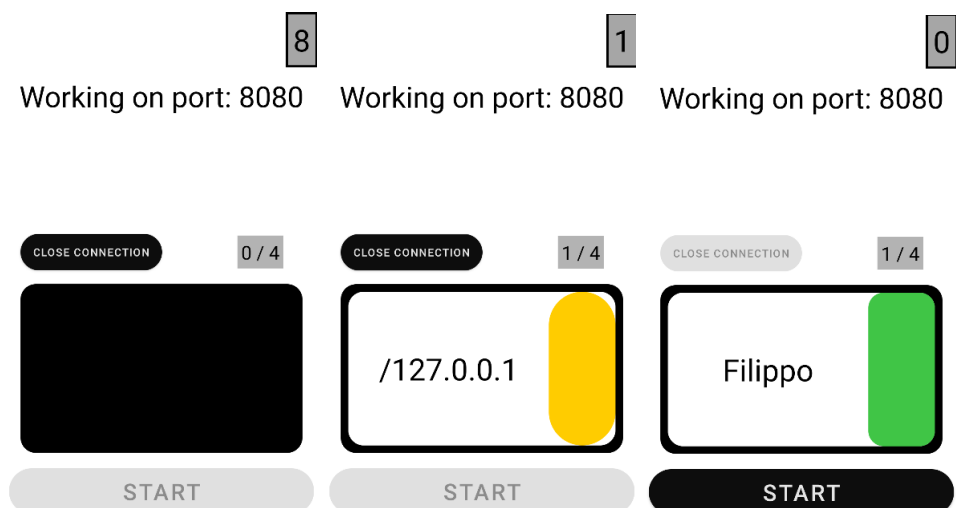 8
Working on port: 8080
CLOSE CONNECTION
0 / 4
START
1
Working on port: 8080
CLOSE CONNECTION
1 / 4
/127.0.0.1
START
0
Working on port: 8080
CLOSE CONNECTION
1 / 4
Filippo
START